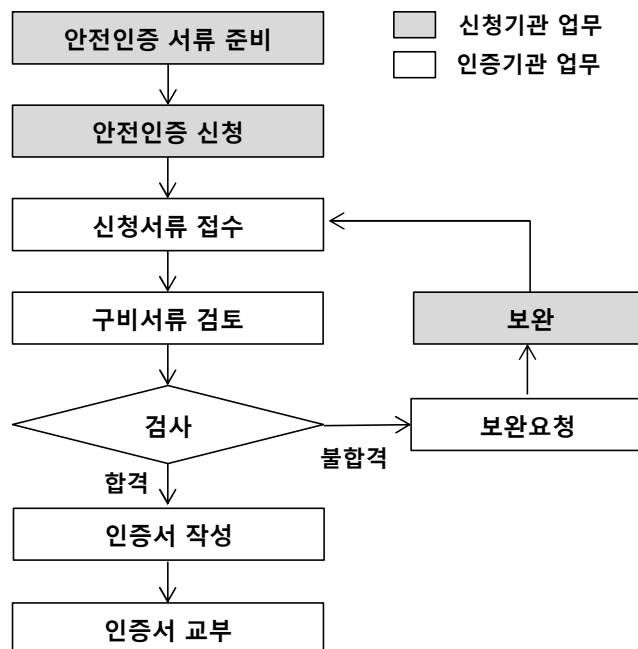 안전인증 서류 준비
신청기관 업무
인증기관 업무
안전인증 신청
신청서류 접수
구비서류 검토
보완
검사
보완요청
불합격
합격
인증서 작성
인증서 교부